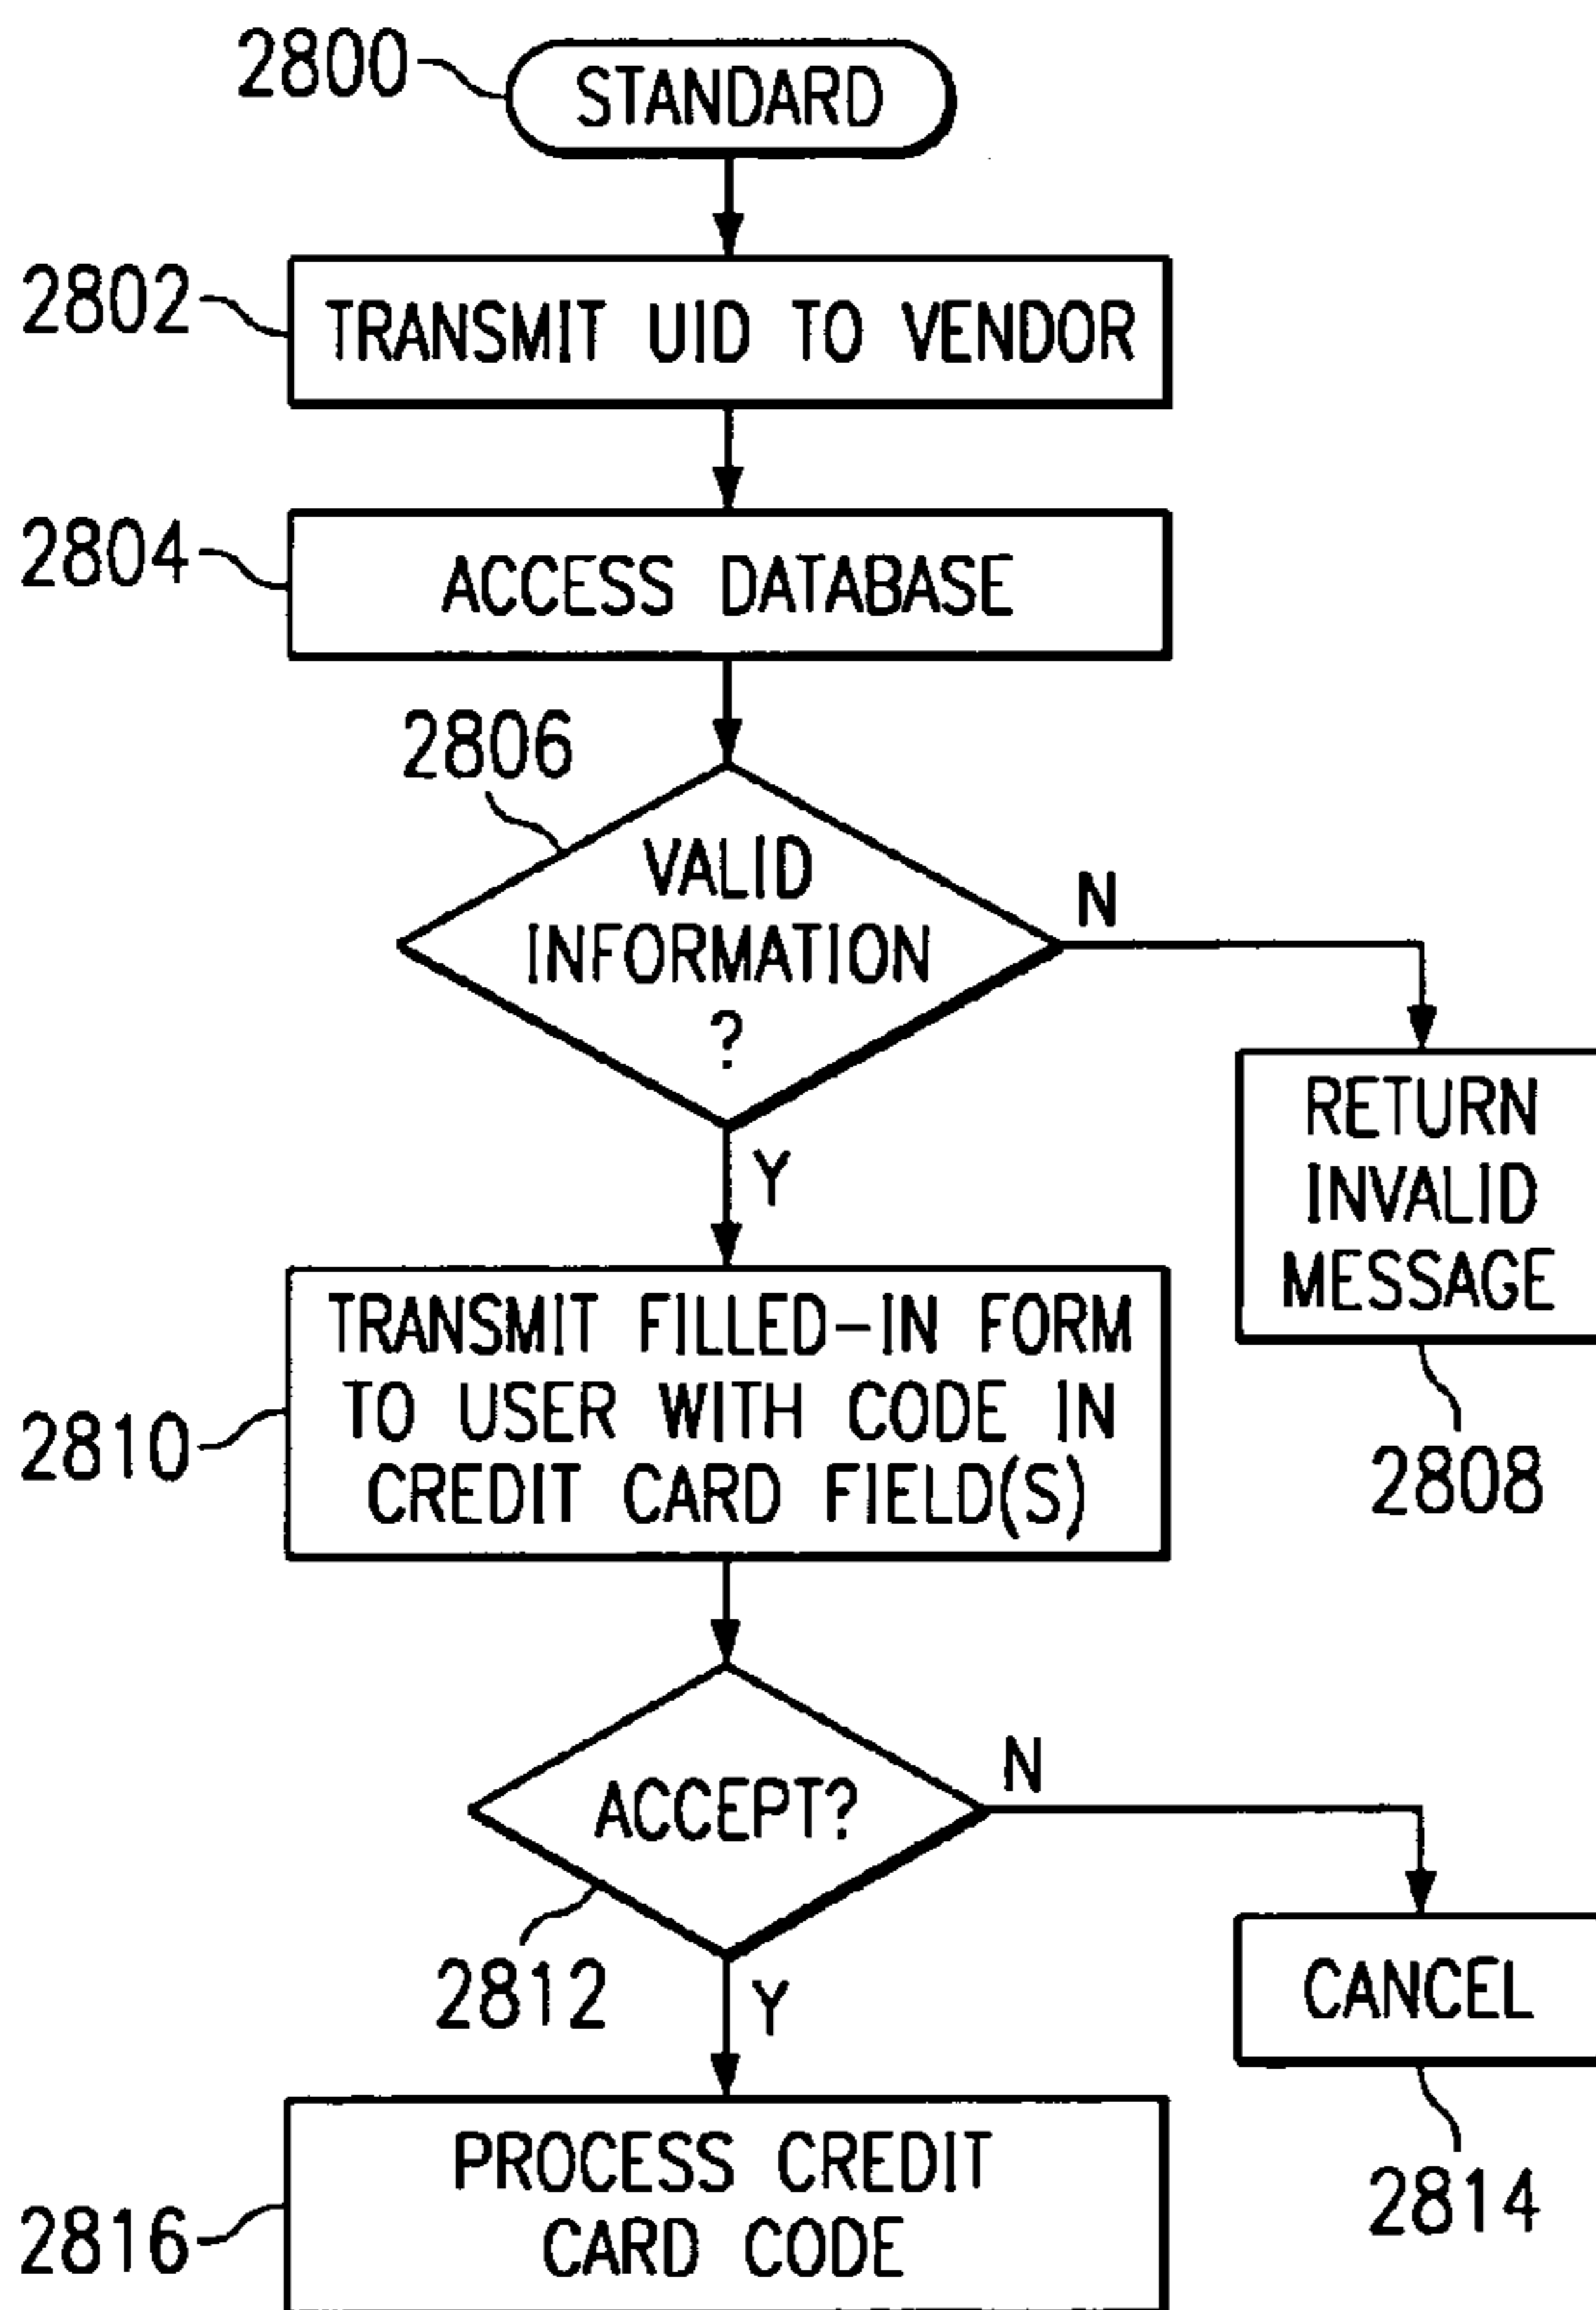 2800
STANDARD
2802
TRANSMIT UID TO VENDOR
2804
ACCESS DATABASE
2806
VALID
INFORMATION
?
N
Y
RETURN
INVALID
MESSAGE
2808
2810
TRANSMIT FILLED-IN FORM
TO USER WITH CODE IN
CREDIT CARD FIELD(S)
ACCEPT?
N
2812
Y
CANCEL
2814
2816
PROCESS CREDIT
CARD CODE